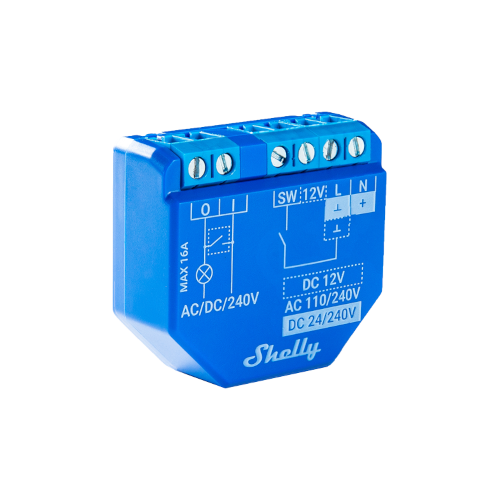 O I
SW 12V L N
⊥ +
MAX 16A
AC/DC/240V
DC 12V
AC 110/240V
DC 24/240V
Shelly